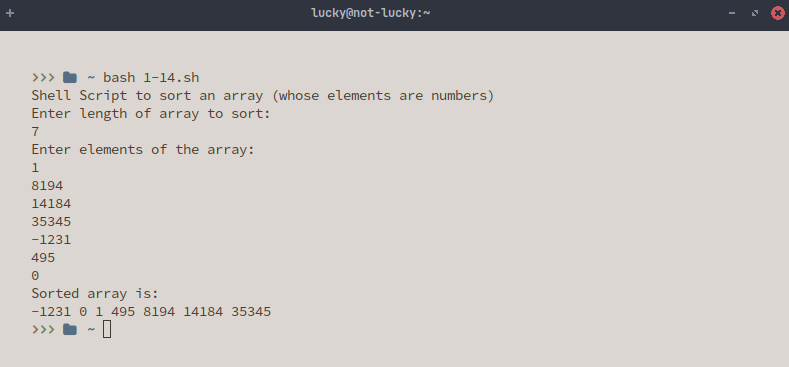 lucky@not-lucky:~
>>> ~ bash 1-14.sh
Shell Script to sort an array (whose elements are numbers)
Enter length of array to sort:
7
Enter elements of the array:
1
8194
14184
35345
-1231
495
0
Sorted array is:
-1231 0 1 495 8194 14184 35345
>>> ~